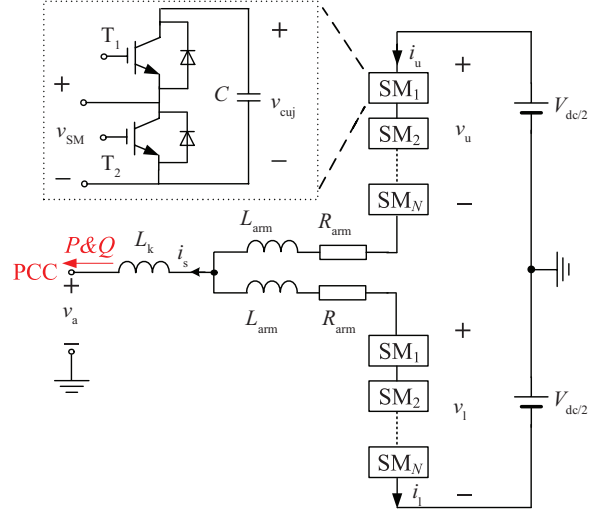 T1
+
iu
+
SM1
C
vcuj
Vdc/2
+
vSM
SM2
vu
T2
−
−
SMN
−
Larm
Rarm
P&Q
Lk
is
PCC
+
va
Larm
Rarm
−
+
SM1
SM2
vl
Vdc/2
SMN
il
−